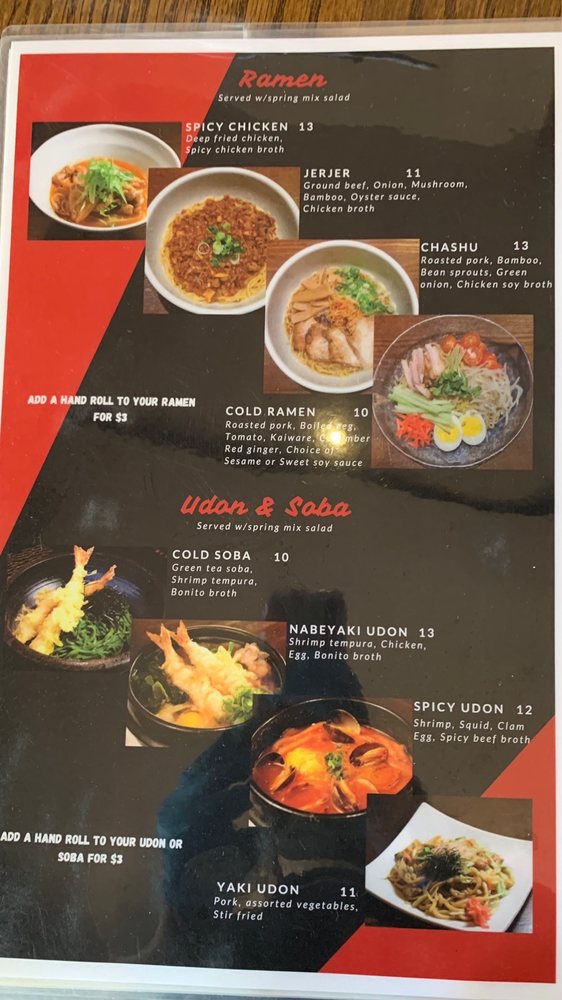 Ramen
Served w/spring mix salad
SPICY CHICKEN 13
Deep fried chicken,
Spicy chicken broth
JERJER 11
Ground beef, Onion, Mushroom,
Bamboo, Oyster sauce,
Chicken broth
CHASHU 13
Roasted pork, Bamboo,
Bean sprouts, Green
onion, Chicken soy broth
ADD A HAND ROLL TO YOUR RAMEN
FOR $3
COLD RAMEN 10
Roasted pork, Boiled egg,
Tomato, Kaiware, Cucumber
Red ginger, Choice of
Sesame or Sweet soy sauce
Udon & Soba
Served w/spring mix salad
COLD SOBA 10
Green tea soba,
Shrimp tempura,
Bonito broth
NABEYAKI UDON 13
Shrimp tempura, Chicken,
Egg, Bonito broth
SPICY UDON 12
Shrimp, Squid, Clam
Egg, Spicy beef broth
ADD A HAND ROLL TO YOUR UDON OR
SOBA FOR $3
YAKI UDON 11
Pork, assorted vegetables,
Stir fried